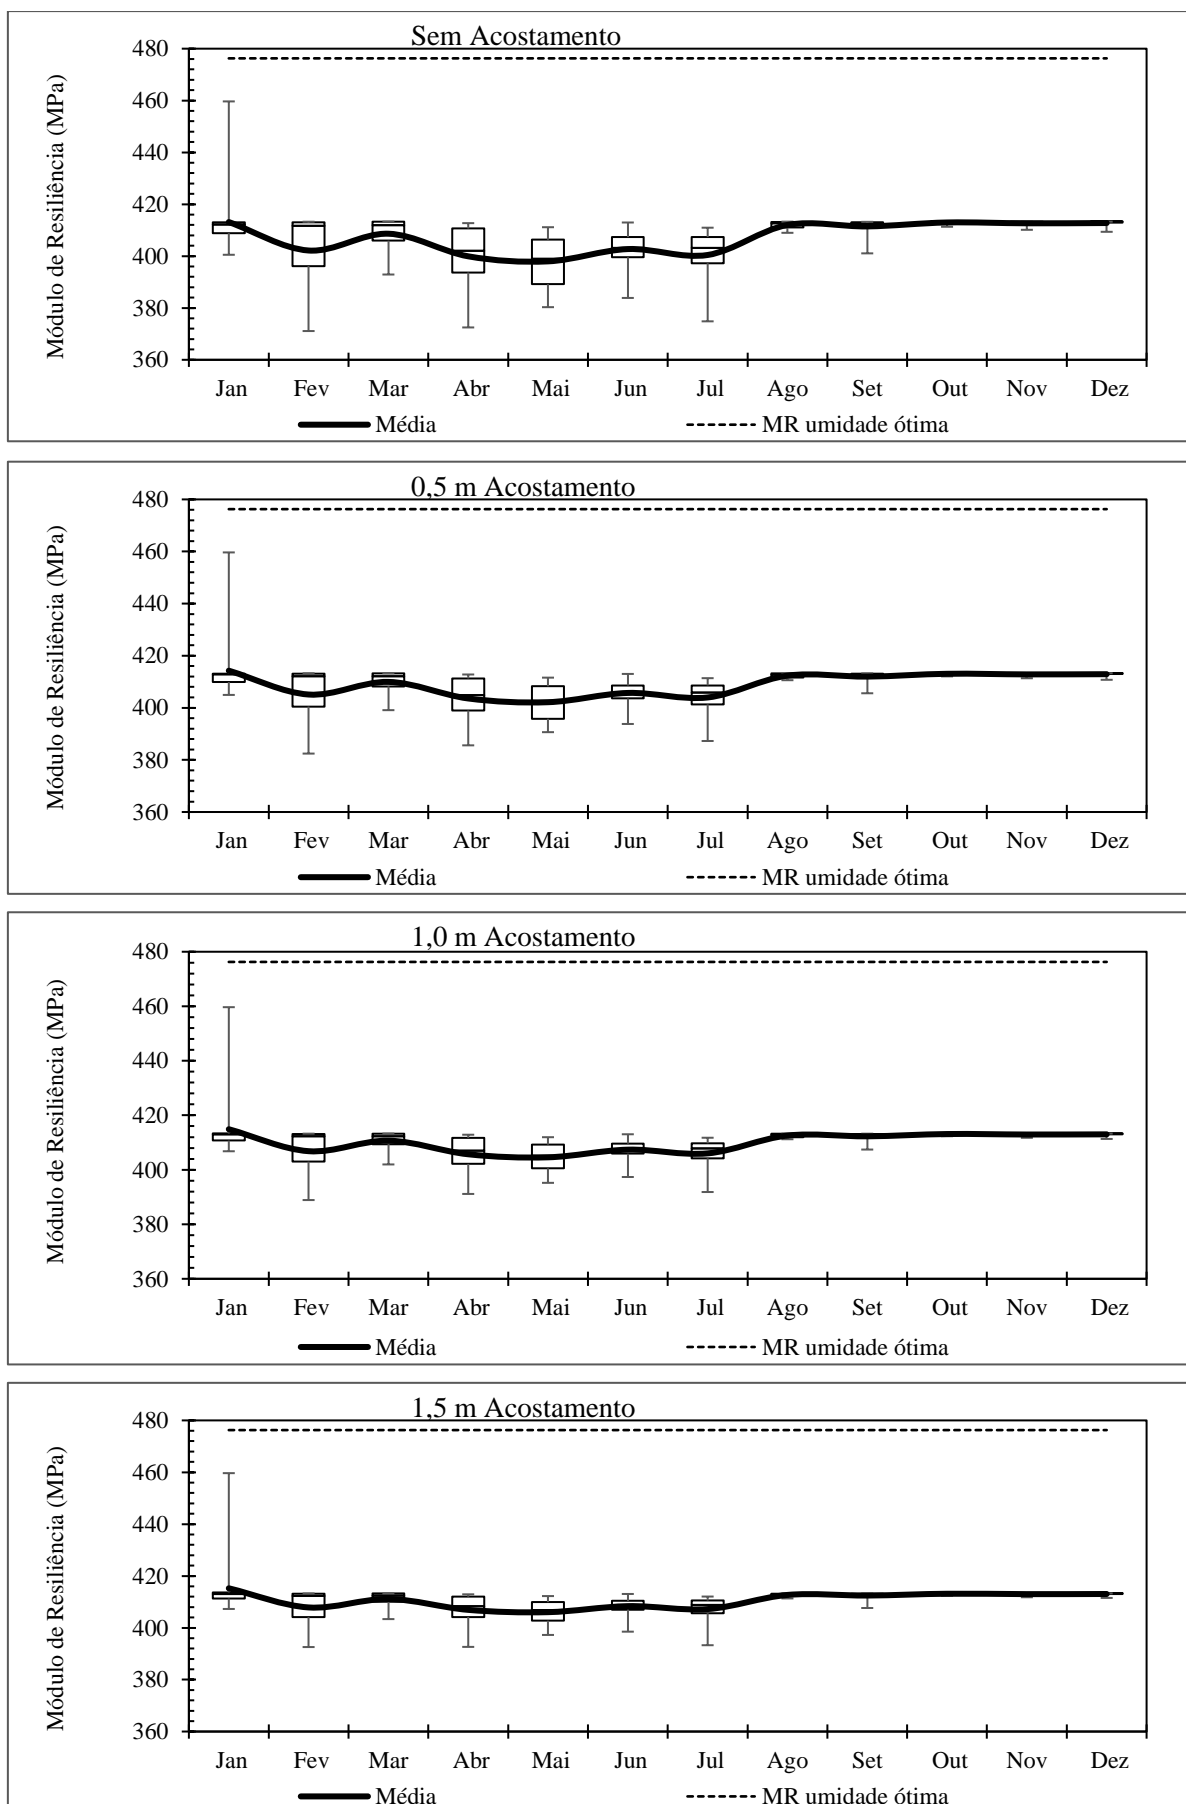 Sem Acostamento
Módulo de Resiliência (MPa)
480
460
440
420
400
380
360
Jan Fev Mar Abr Mai Jun Jul Ago Set Out Nov Dez
Média MR umidade ótima
0,5 m Acostamento
Módulo de Resiliência (MPa)
480
460
440
420
400
380
360
Jan Fev Mar Abr Mai Jun Jul Ago Set Out Nov Dez
Média MR umidade ótima
1,0 m Acostamento
Módulo de Resiliência (MPa)
480
460
440
420
400
380
360
Jan Fev Mar Abr Mai Jun Jul Ago Set Out Nov Dez
Média MR umidade ótima
1,5 m Acostamento
Módulo de Resiliência (MPa)
480
460
440
420
400
380
360
Jan Fev Mar Abr Mai Jun Jul Ago Set Out Nov Dez
Média MR umidade ótima